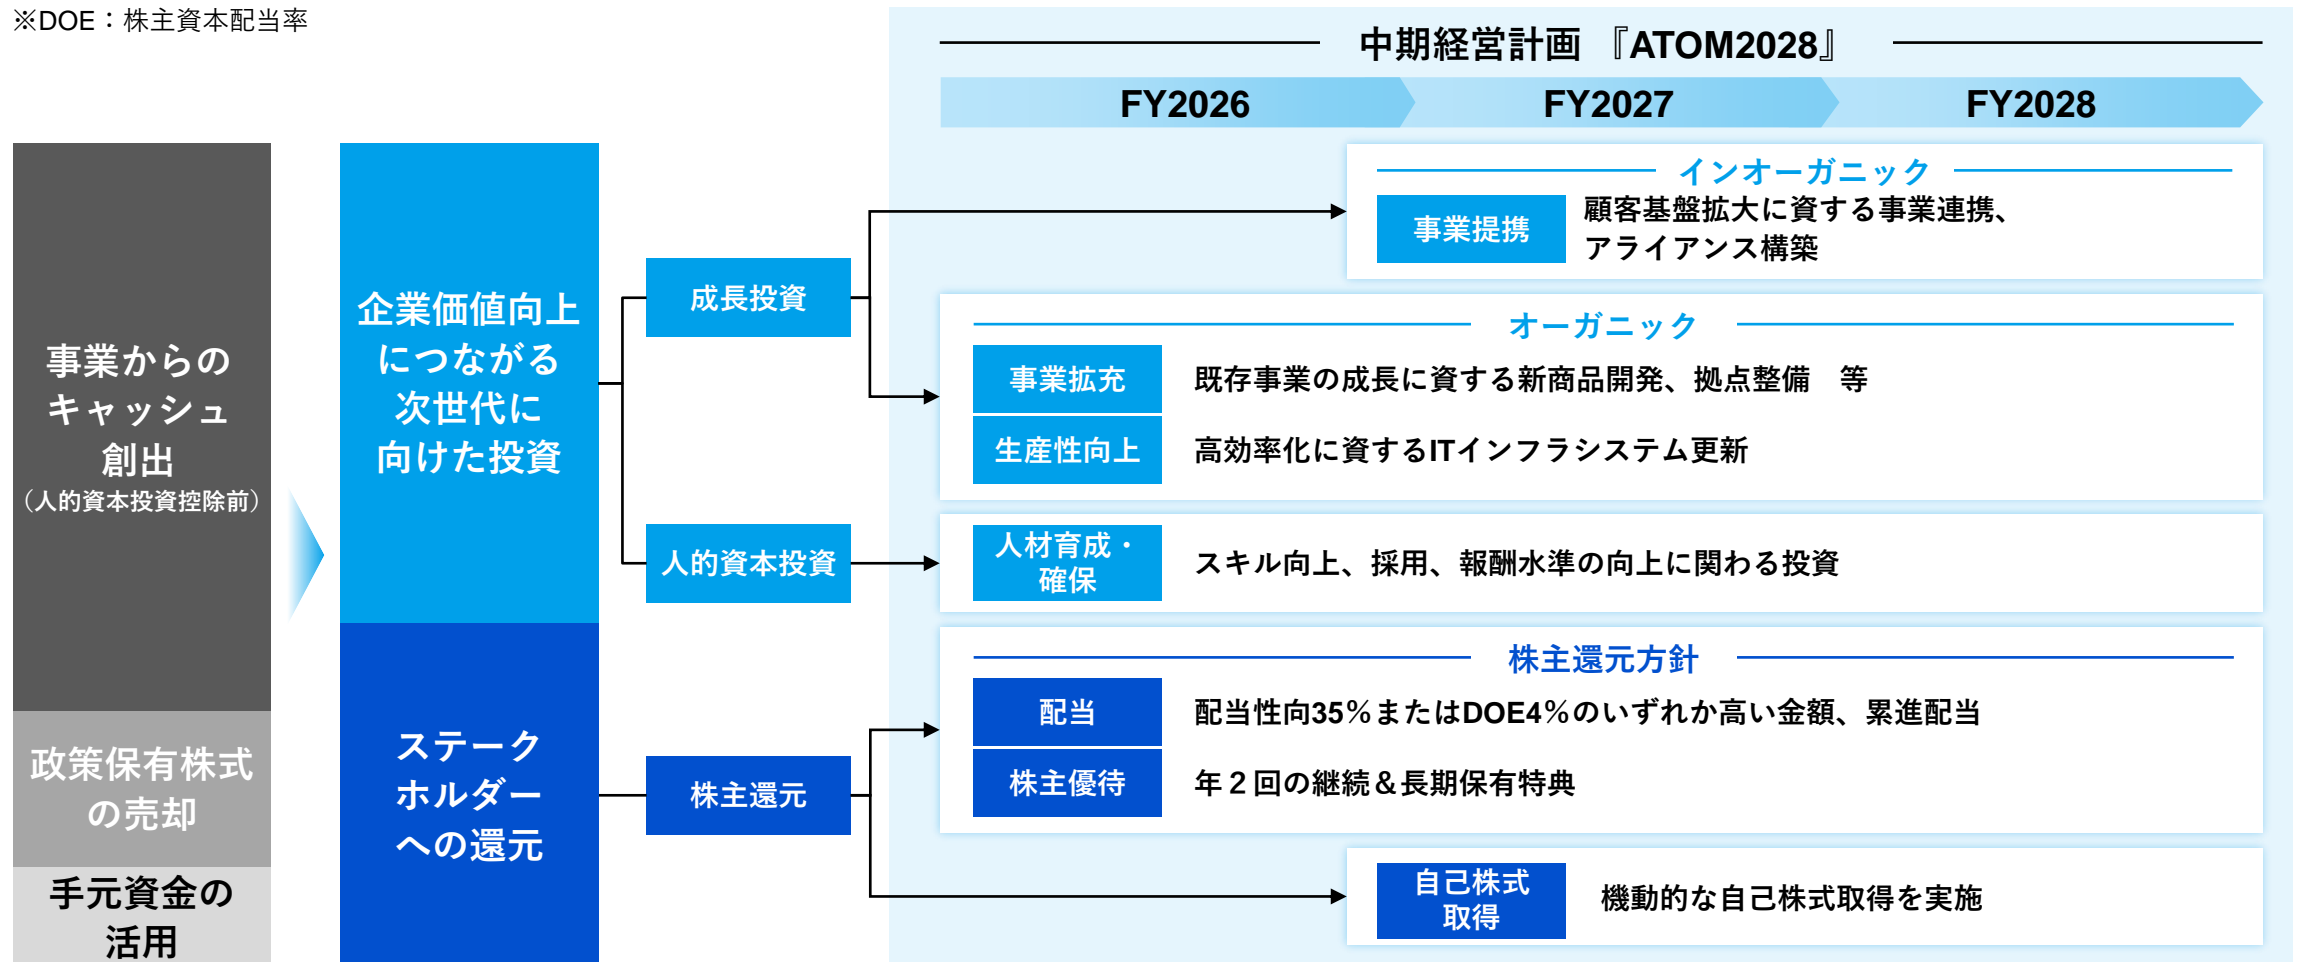 ※DOE：株主資本配当率
中期経営計画 『ATOM2028』
FY2026
FY2027
FY2028
事業からの
キャッシュ
創出
（人的資本投資控除前）
政策保有株式
の売却
手元資金の
活用
企業価値向上
につながる
次世代に
向けた投資
ステーク
ホルダー
への還元
成長投資
人的資本投資
株主還元
インオーガニック
事業提携
顧客基盤拡大に資する事業連携、
アライアンス構築
オーガニック
事業拡充
既存事業の成長に資する新商品開発、拠点整備　等
生産性向上
高効率化に資するITインフラシステム更新
人材育成・
確保
スキル向上、採用、報酬水準の向上に関わる投資
株主還元方針
配当
配当性向35％またはDOE4％のいずれか高い金額、累進配当
株主優待
年２回の継続＆長期保有特典
自己株式
取得
機動的な自己株式取得を実施